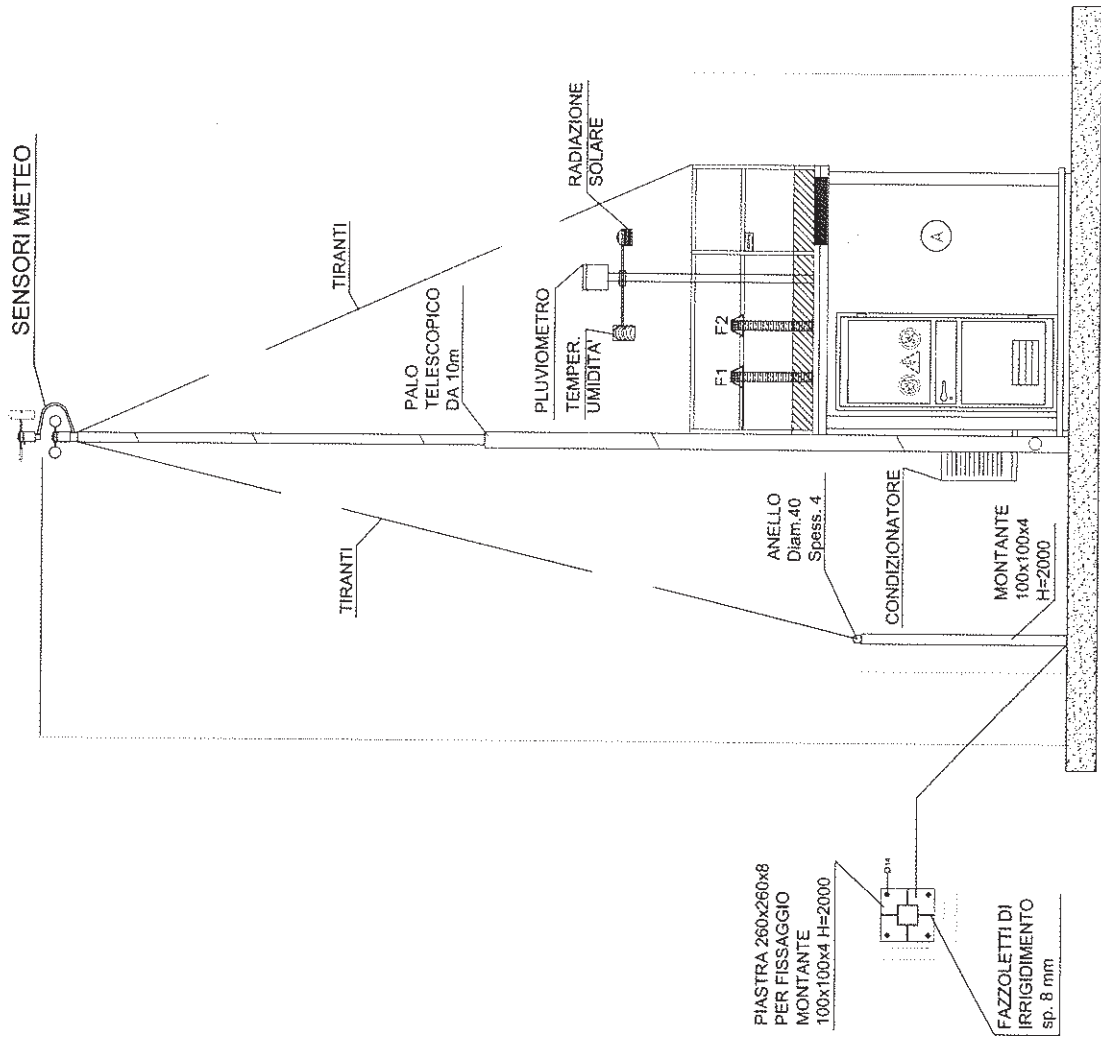 SENSORI METEO
TIRANTI
RADIAZIONE
SOLARE
PALO
TELESCOPICO
DA 10m
PLUVIOMETRO
TEMPER.
UMIDITA'
TIRANTI
F1
F2
ANELLO
Diam.40
Spess. 4
CONDIZIONATORE
A
MONTANTE
100x100x4
H=2000
PIASTRA 260x260x8
PER FISSAGGIO
MONTANTE
100x100x4 H=2000
D14
FAZZOLETTI DI
IRRIGIDIMENTO
sp. 8 mm